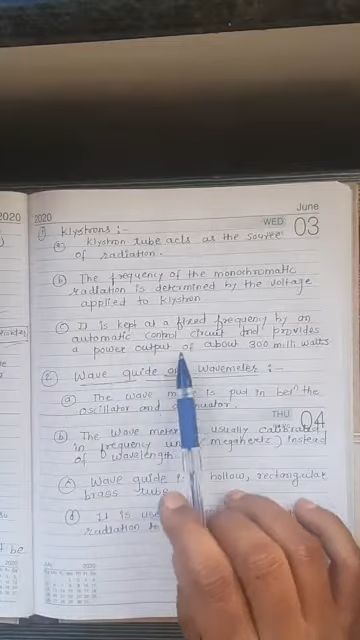 2020
2020
June
WED 03
① Klystrons :-
ⓐ Klystron tube acts as the source
of radiation.
ⓑ The frequency of the monochromatic
radiation is determined by the voltage
applied to klystron.
ⓒ It is kept at a fixed frequency by an
automatic control circuit and provides
a power output of about 300 milli watts
② Wave guide or Wavemeter :-
ⓐ The wave is put in betn the
oscillator and
THU 04
ⓑ The wave usually calibrated
in frequency (megahertz) instead
of wavelength.
ⓒ Wave guide hollow, rectangular
brass tube
ⓓ It is
radiation
be
2020